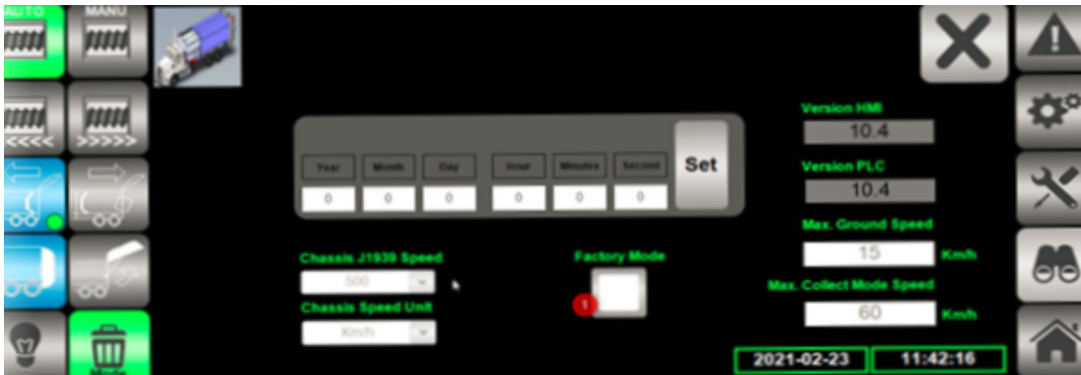 AUTO
MANU
<<<<
>>>>>
Year
Month
Day
Hour
Minutes
Second
Set
0
0
0
0
0
0
Version HMI
10.4
Version PLC
10.4
Max. Ground Speed
15
Km/h
Max. Collect Mode Speed
60
Km/h
Chassis J1939 Speed
500
Chassis Speed Unit
Km/h
Factory Mode
1
2021-02-23
11:42:16
Mode